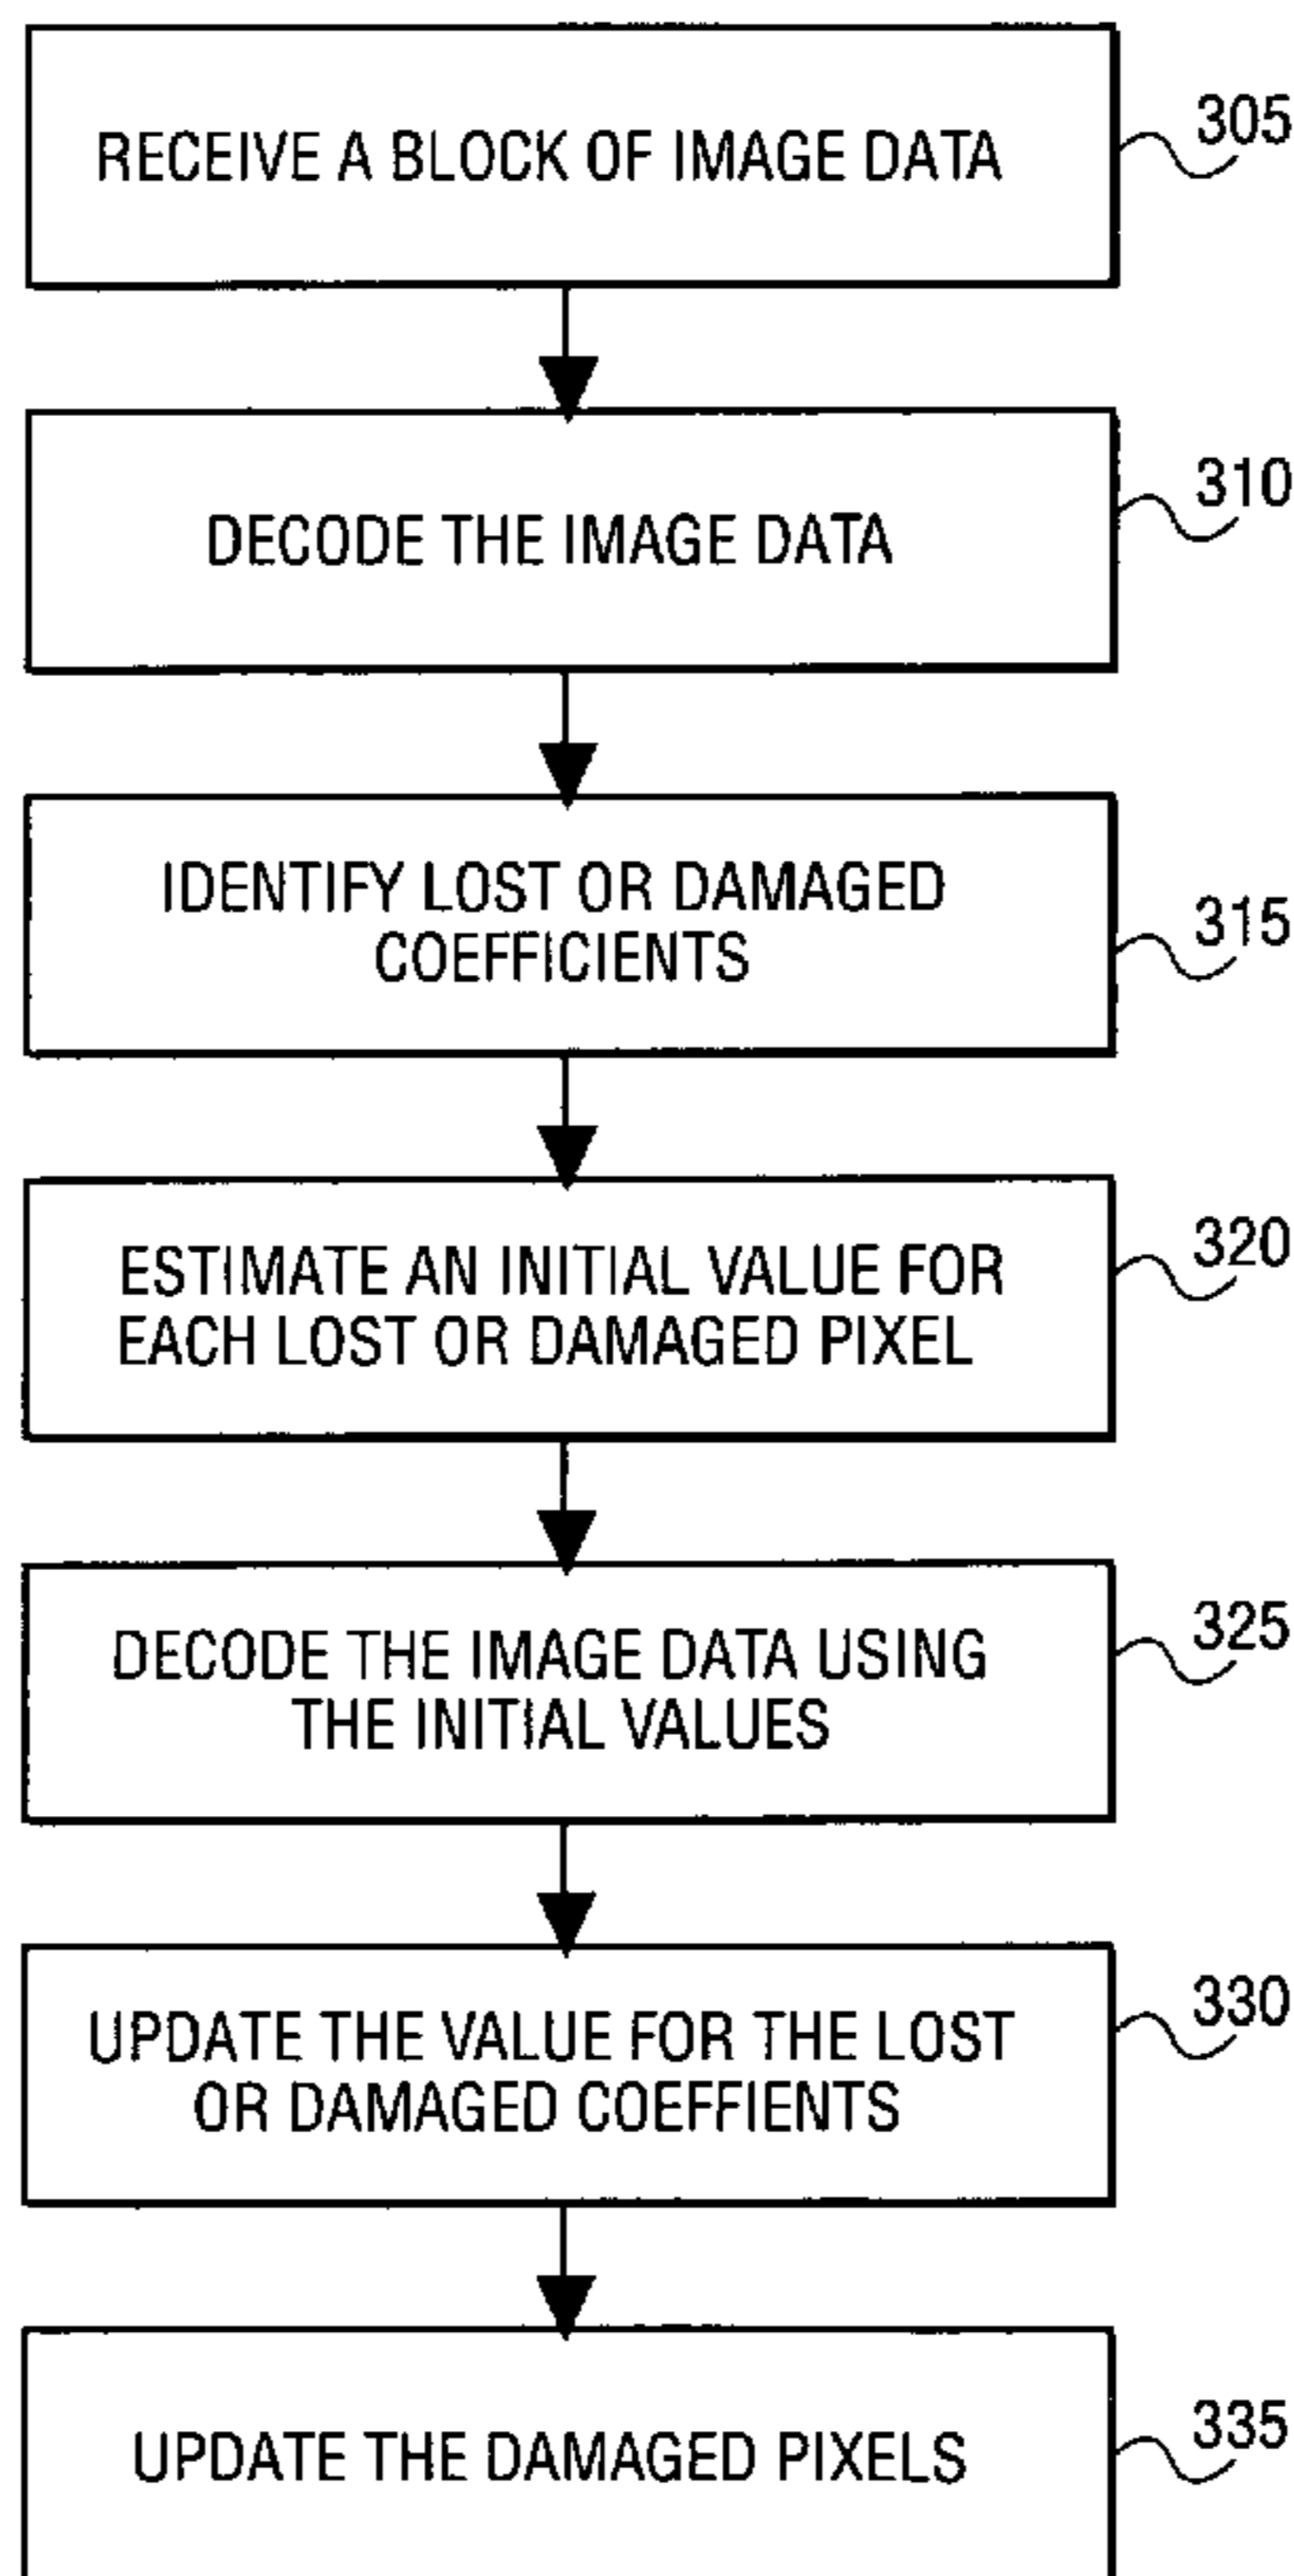 RECEIVE A BLOCK OF IMAGE DATA
305
DECODE THE IMAGE DATA
310
IDENTIFY LOST OR DAMAGED
COEFFICIENTS
315
ESTIMATE AN INITIAL VALUE FOR
EACH LOST OR DAMAGED PIXEL
320
DECODE THE IMAGE DATA USING
THE INITIAL VALUES
325
UPDATE THE VALUE FOR THE LOST
OR DAMAGED COEFFIENTS
330
UPDATE THE DAMAGED PIXELS
335